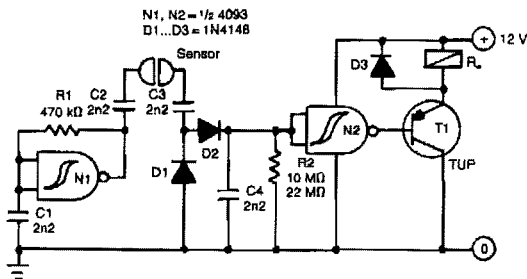 N1, N2 = 1/2 4093
D1...D3 = 1N4148
Sensor
12 V
D3
R
C2
2n2
C3
2n2
R1
470 kΩ
N1
D2
N2
T1
TUP
D1
R2
10 MΩ
22 MΩ
C4
2n2
C1
2n2
0